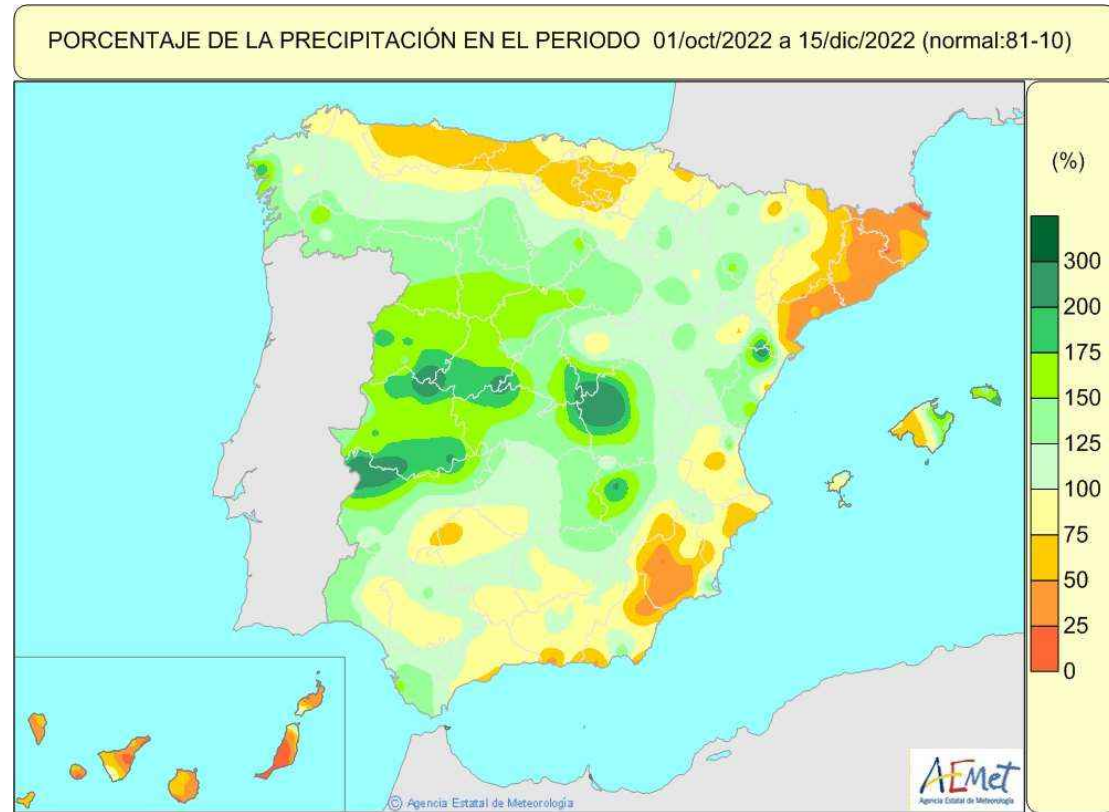 PORCENTAJE DE LA PRECIPITACIÓN EN EL PERIODO 01/oct/2022 a 15/dic/2022 (normal:81-10)
(%)
300
200
175
150
125
100
75
50
25
0
© Agencia Estatal de Meteorología
AEMet
Agencia Estatal de Meteorología